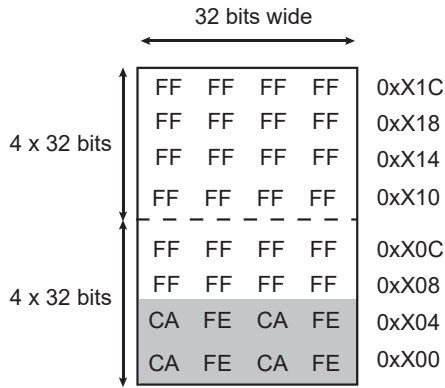 32 bits wide
FF FF FF FF 0xX1C
FF FF FF FF 0xX18
4 x 32 bits FF FF FF FF 0xX14
FF FF FF FF 0xX10
FF FF FF FF 0xX0C
4 x 32 bits FF FF FF FF 0xX08
CA FE CA FE 0xX04
CA FE CA FE 0xX00